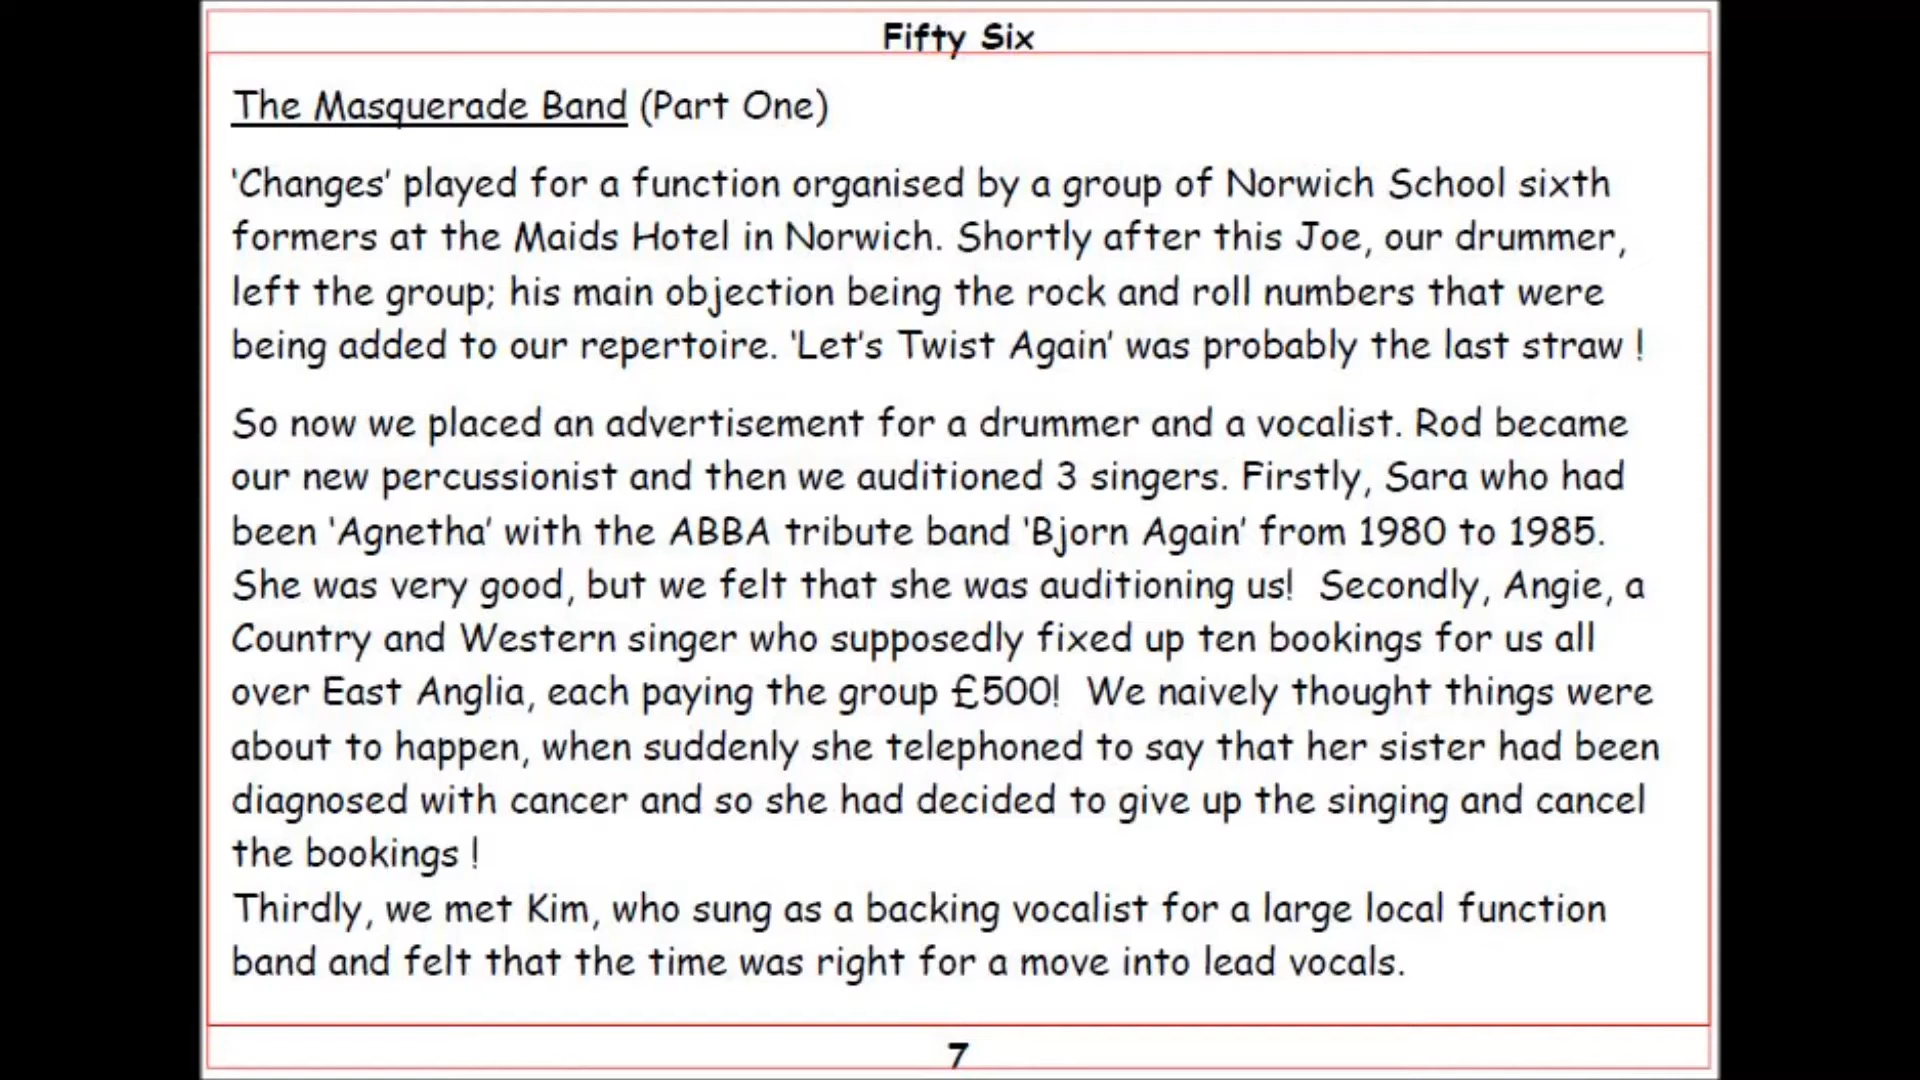 Fifty Six
The Masquerade Band (Part One)
‘Changes’ played for a function organised by a group of Norwich School sixth
formers at the Maids Hotel in Norwich. Shortly after this Joe, our drummer,
left the group; his main objection being the rock and roll numbers that were
being added to our repertoire. ‘Let’s Twist Again’ was probably the last straw !
So now we placed an advertisement for a drummer and a vocalist. Rod became
our new percussionist and then we auditioned 3 singers. Firstly, Sara who had
been ‘Agnetha’ with the ABBA tribute band ‘Bjorn Again’ from 1980 to 1985.
She was very good, but we felt that she was auditioning us!  Secondly, Angie, a
Country and Western singer who supposedly fixed up ten bookings for us all
over East Anglia, each paying the group £500!  We naively thought things were
about to happen, when suddenly she telephoned to say that her sister had been
diagnosed with cancer and so she had decided to give up the singing and cancel
the bookings !
Thirdly, we met Kim, who sung as a backing vocalist for a large local function
band and felt that the time was right for a move into lead vocals.
7